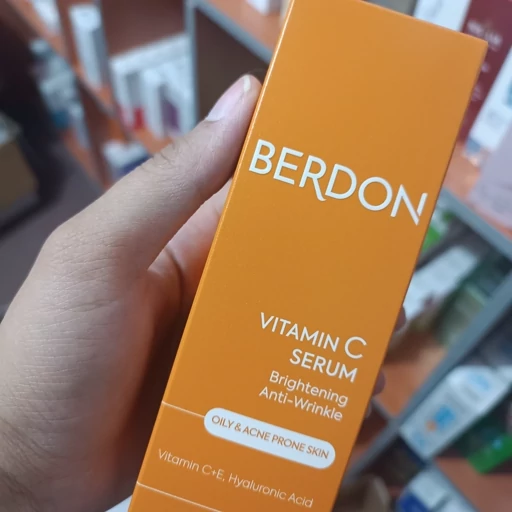 BERDON
VITAMIN C
SERUM
Brightening
Anti-Wrinkle
OILY & ACNE PRONE SKIN
Vitamin C+E, Hyaluronic Acid